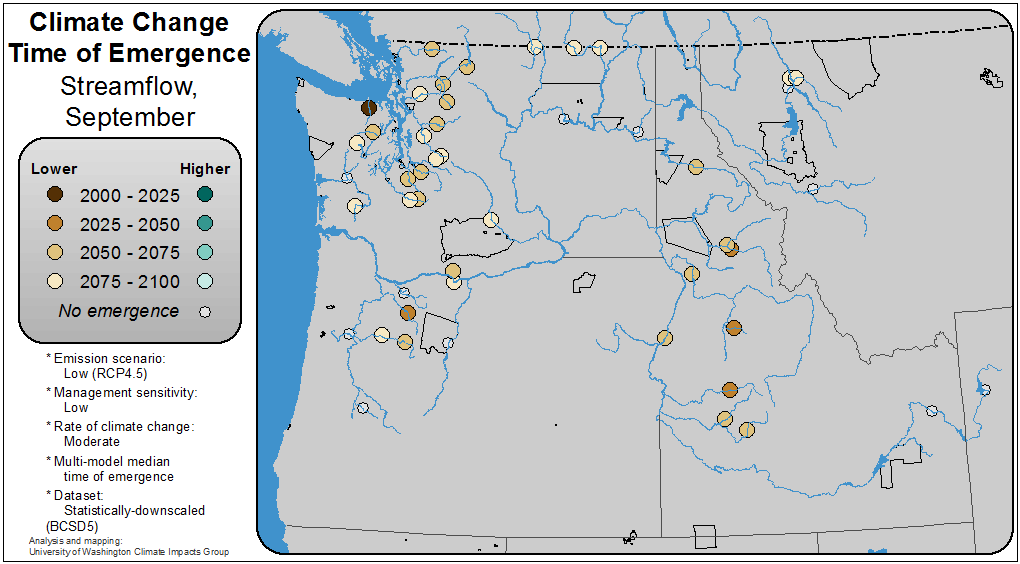 Climate Change
Time of Emergence
Streamflow,
September
Lower Higher
2000 - 2025
2025 - 2050
2050 - 2075
2075 - 2100
No emergence
* Emission scenario:
Low (RCP4.5)
* Management sensitivity:
Low
* Rate of climate change:
Moderate
* Multi-model median
time of emergence
* Dataset:
Statistically-downscaled
(BCSD5)
Analysis and mapping:
University of Washington Climate Impacts Group